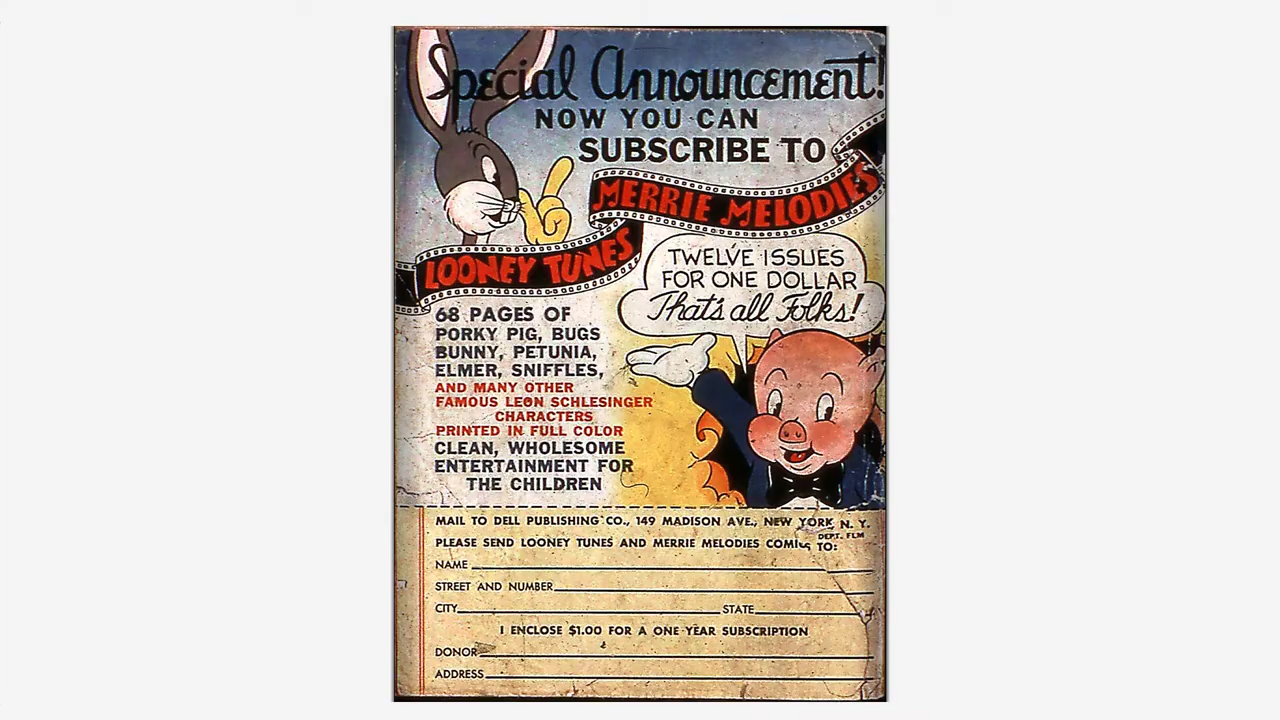 Special Announcement!
NOW YOU CAN
SUBSCRIBE TO
MERRIE MELODIES
LOONEY TUNES
TWELVE ISSUES
FOR ONE DOLLAR
That's all Folks!
68 PAGES OF
PORKY PIG, BUGS
BUNNY, PETUNIA,
ELMER, SNIFFLES,
AND MANY OTHER
FAMOUS LEON SCHLESINGER
CHARACTERS
PRINTED IN FULL COLOR
CLEAN, WHOLESOME
ENTERTAINMENT FOR
THE CHILDREN
MAIL TO DELL PUBLISHING CO., 149 MADISON AVE., NEW YORK N. Y.
DEPT. FLM
PLEASE SEND LOONEY TUNES AND MERRIE MELODIES COMICS TO:
NAME
STREET AND NUMBER
CITY STATE
I ENCLOSE $1.00 FOR A ONE YEAR SUBSCRIPTION
DONOR
ADDRESS